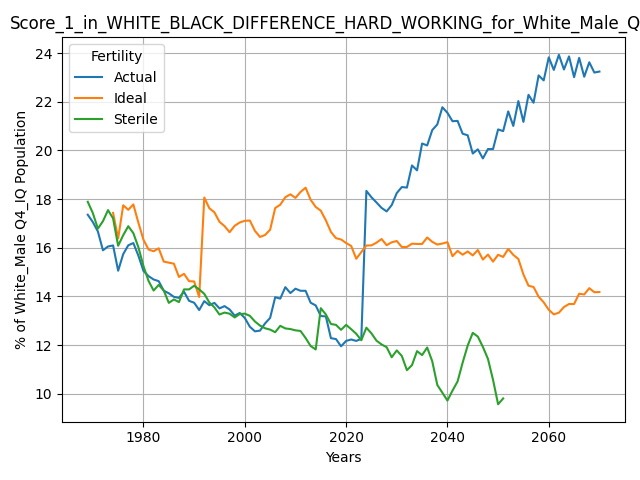 Score_1_in_WHITE_BLACK_DIFFERENCE_HARD_WORKING_for_White_Male_Q
Fertility
Actual
Ideal
Sterile
% of White_Male Q4_IQ Population
24
22
20
18
16
14
12
10
1980 2000 2020 2040 2060
Years